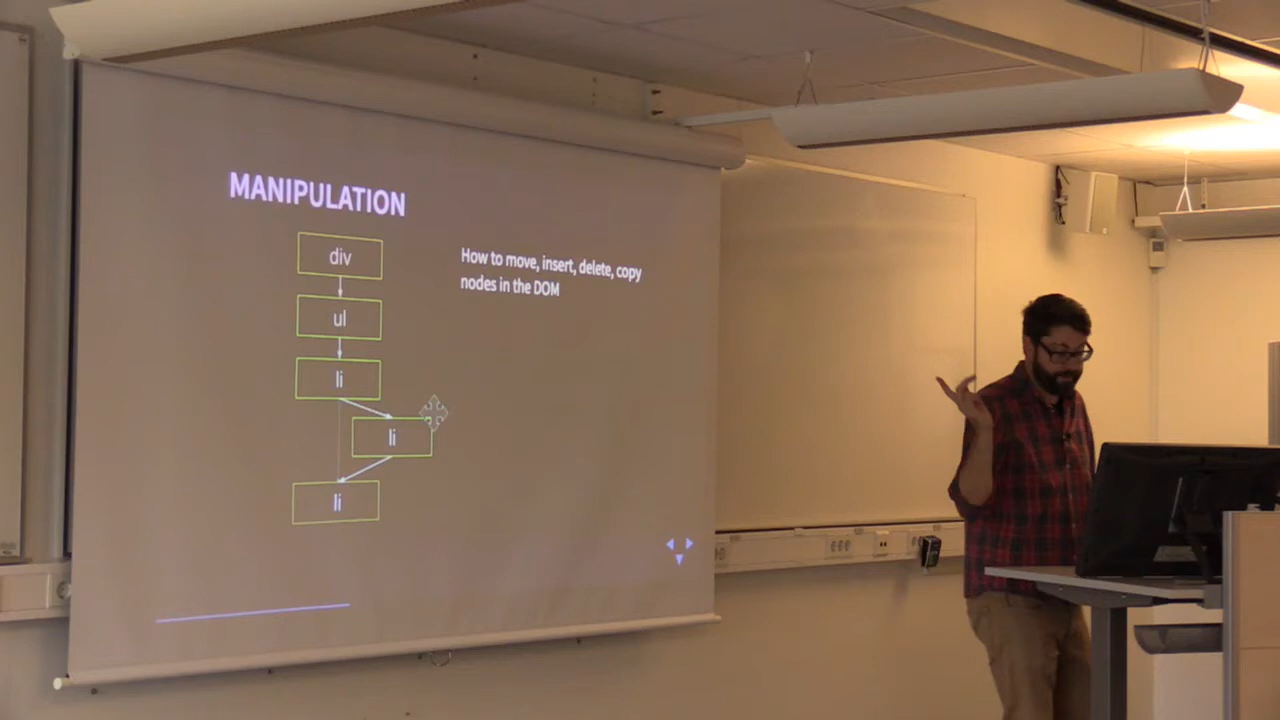 MANIPULATION
div
ul
li
li
li
How to move, insert, delete, copy
nodes in the DOM